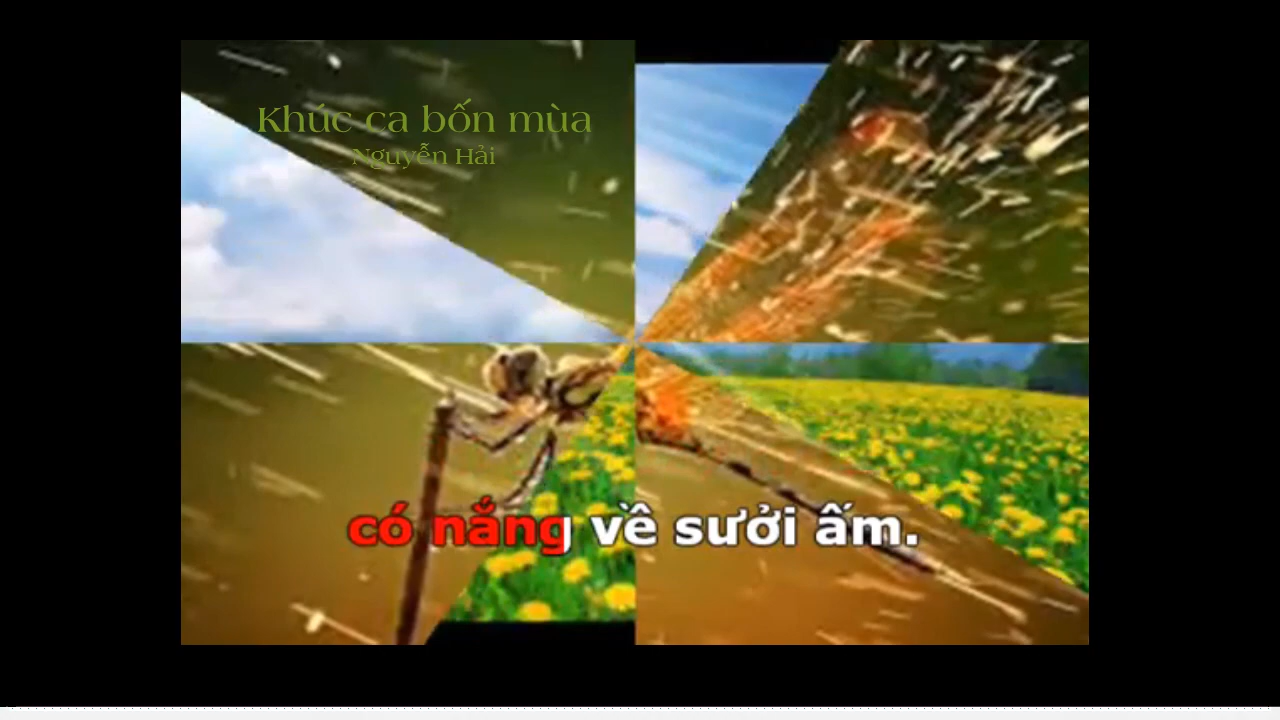 Khúc ca bốn mùa
Nguyễn Hải
có nắng về sưởi ấm.